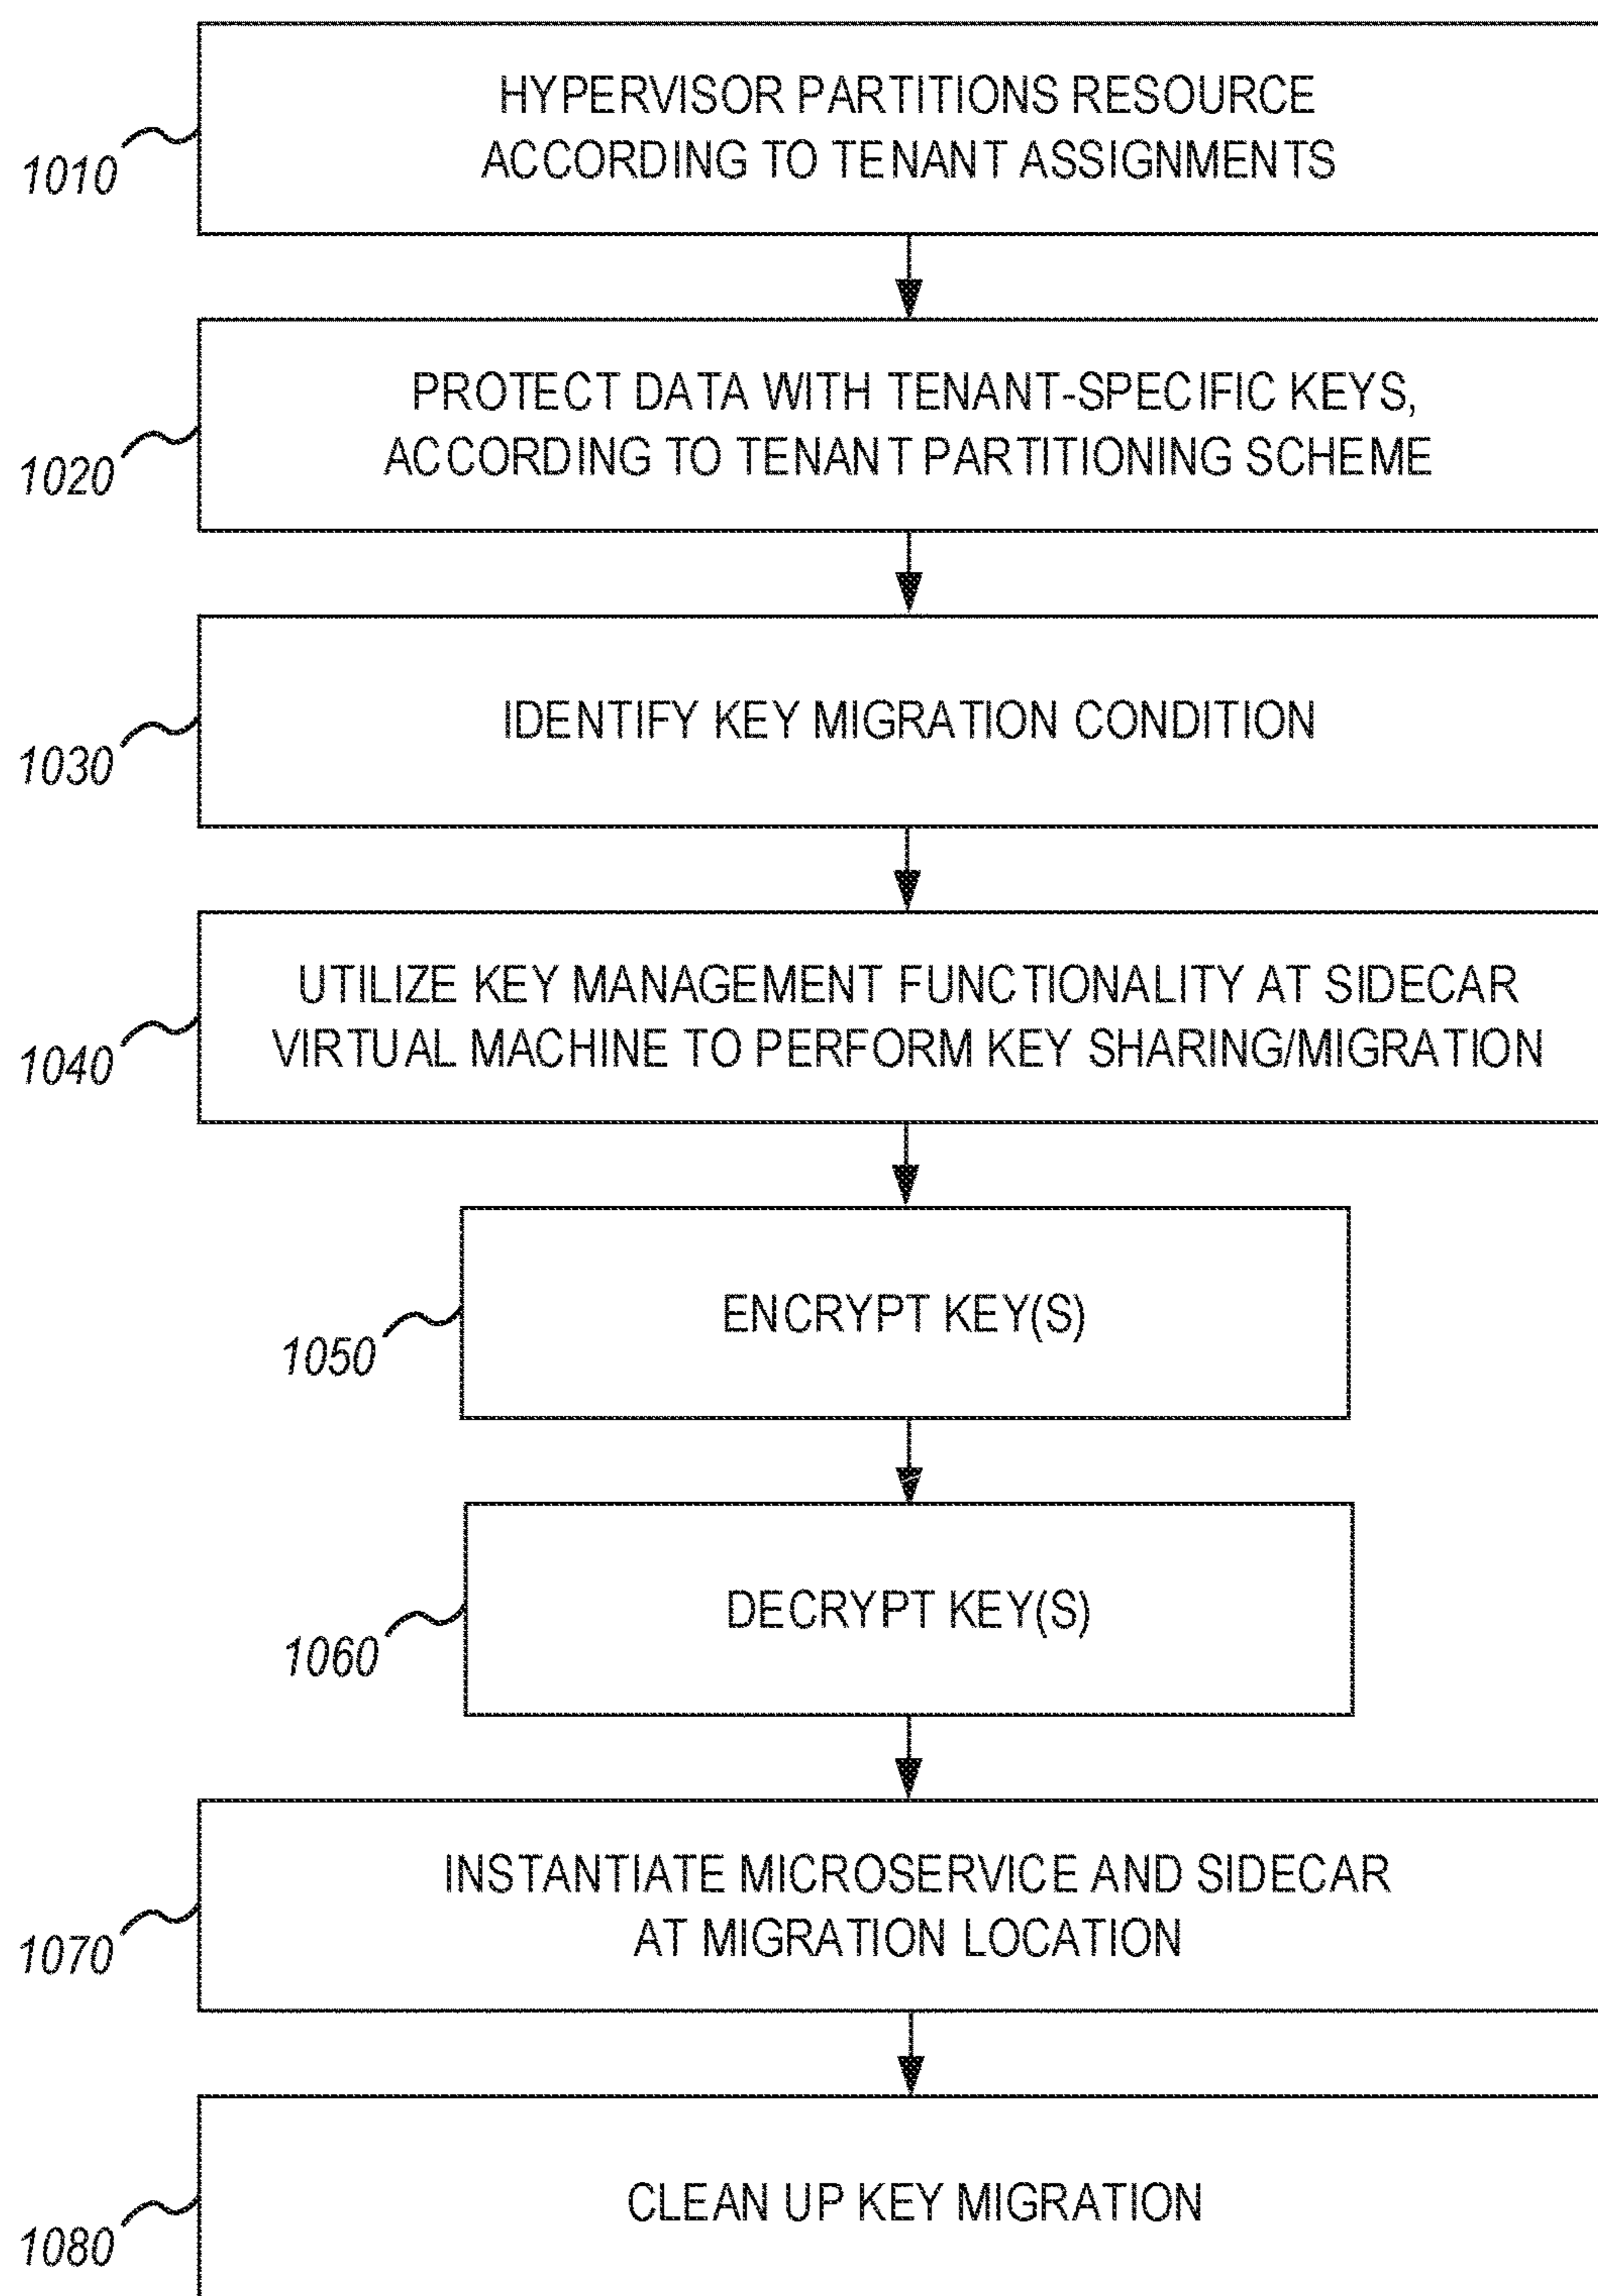 HYPERVISOR PARTITIONS RESOURCE
ACCORDING TO TENANT ASSIGNMENTS
1010
PROTECT DATA WITH TENANT-SPECIFIC KEYS,
ACCORDING TO TENANT PARTITIONING SCHEME
1020
IDENTIFY KEY MIGRATION CONDITION
1030
UTILIZE KEY MANAGEMENT FUNCTIONALITY AT SIDECAR
VIRTUAL MACHINE TO PERFORM KEY SHARING/MIGRATION
1040
ENCRYPT KEY(S)
1050
DECRYPT KEY(S)
1060
INSTANTIATE MICROSERVICE AND SIDECAR
AT MIGRATION LOCATION
1070
CLEAN UP KEY MIGRATION
1080